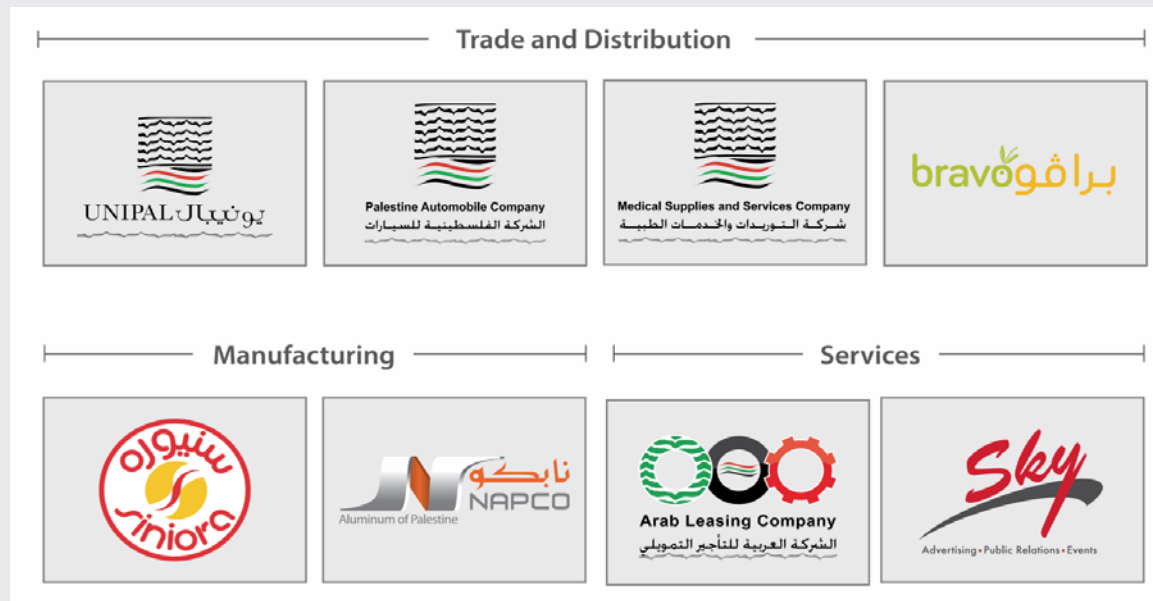 Trade and Distribution
UNIPAL يونيبال
Palestine Automobile Company
الشركة الفلسطينية للسيارات
Medical Supplies and Services Company
شركة التوريدات والخدمات الطبية
bravo برافو
Manufacturing
Services
سنيورة
siniora
نابكو
NAPCO
Aluminum of Palestine
Arab Leasing Company
الشركة العربية للتأجير التمويلي
Sky
Advertising • Public Relations • Events